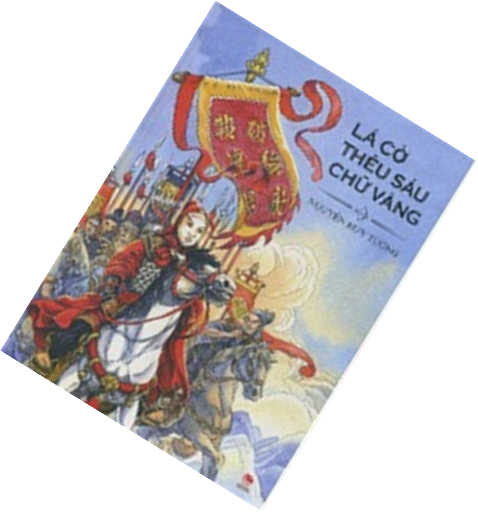 LÁ CỜ
THÊU SÁU
CHỮ VÀNG
NGUYỄN HUY TƯỞNG